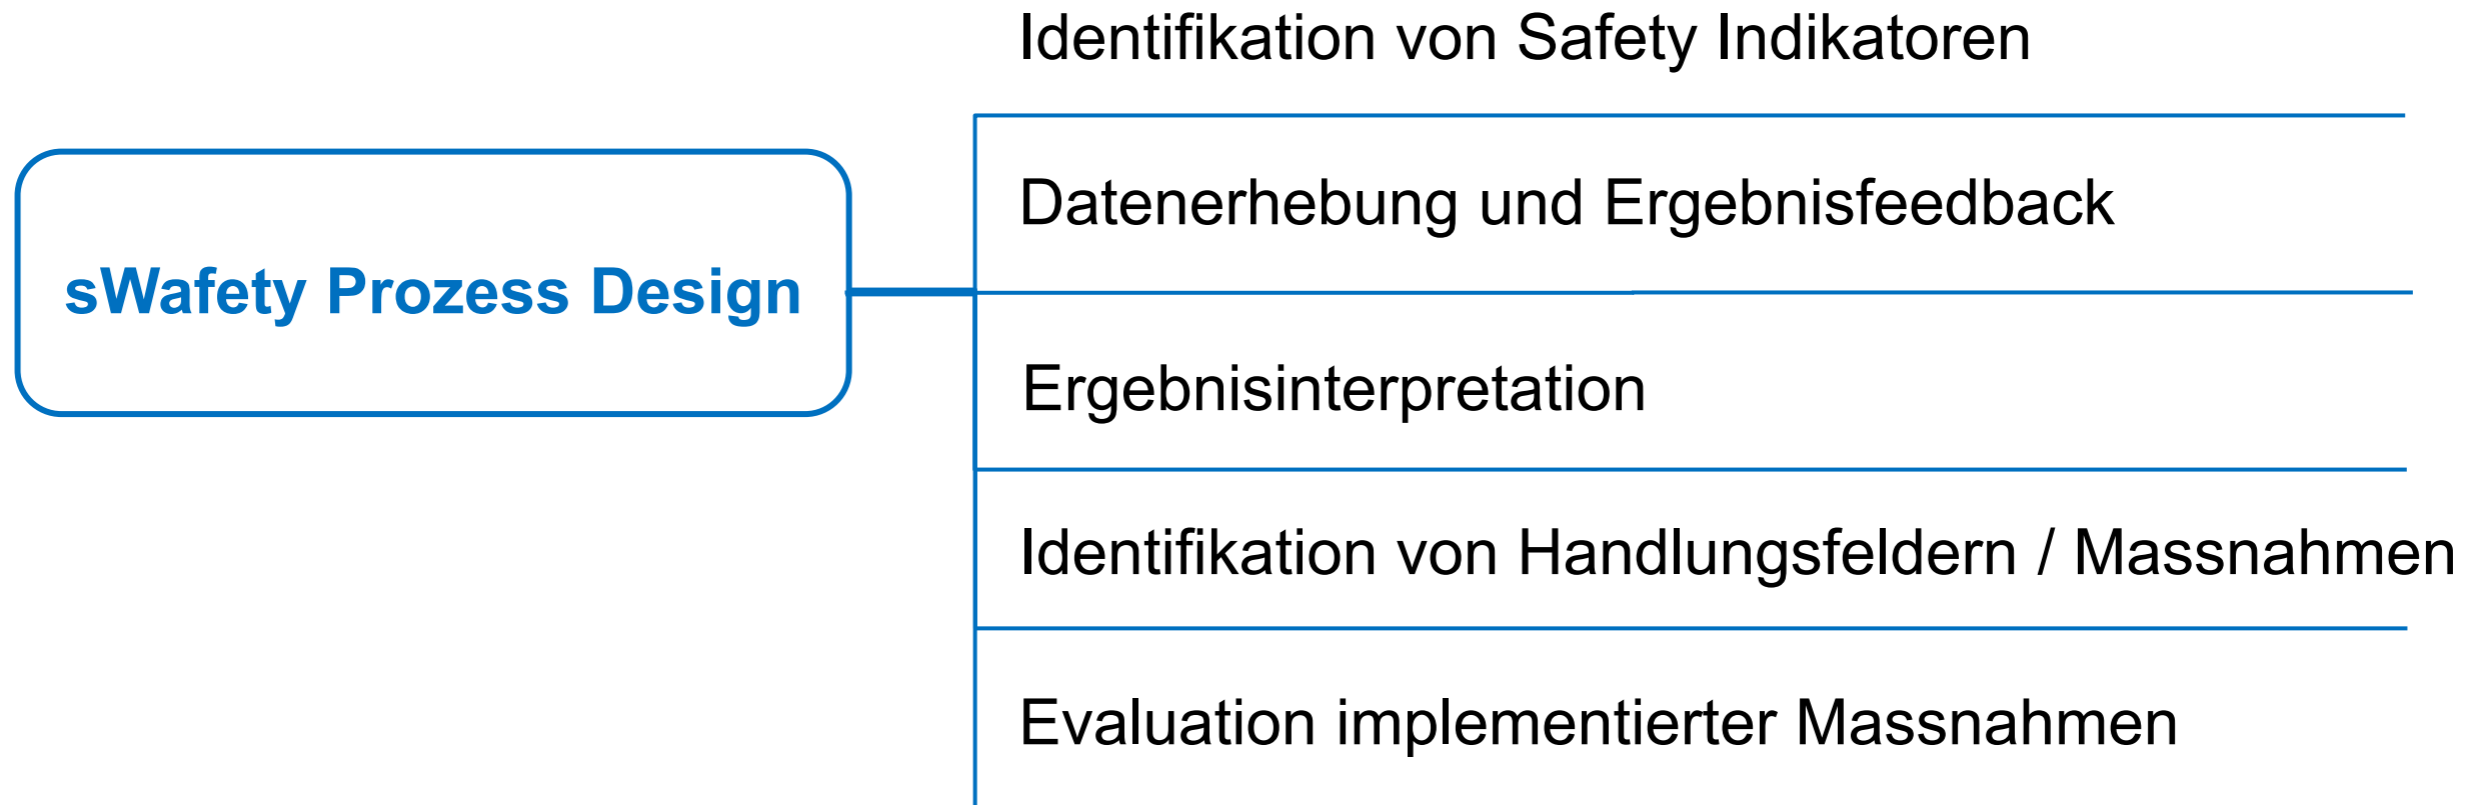 Identifikation von Safety Indikatoren
Datenerhebung und Ergebnisfeedback
sWafety Prozess Design
Ergebnisinterpretation
Identifikation von Handlungsfeldern / Massnahmen
Evaluation implementierter Massnahmen